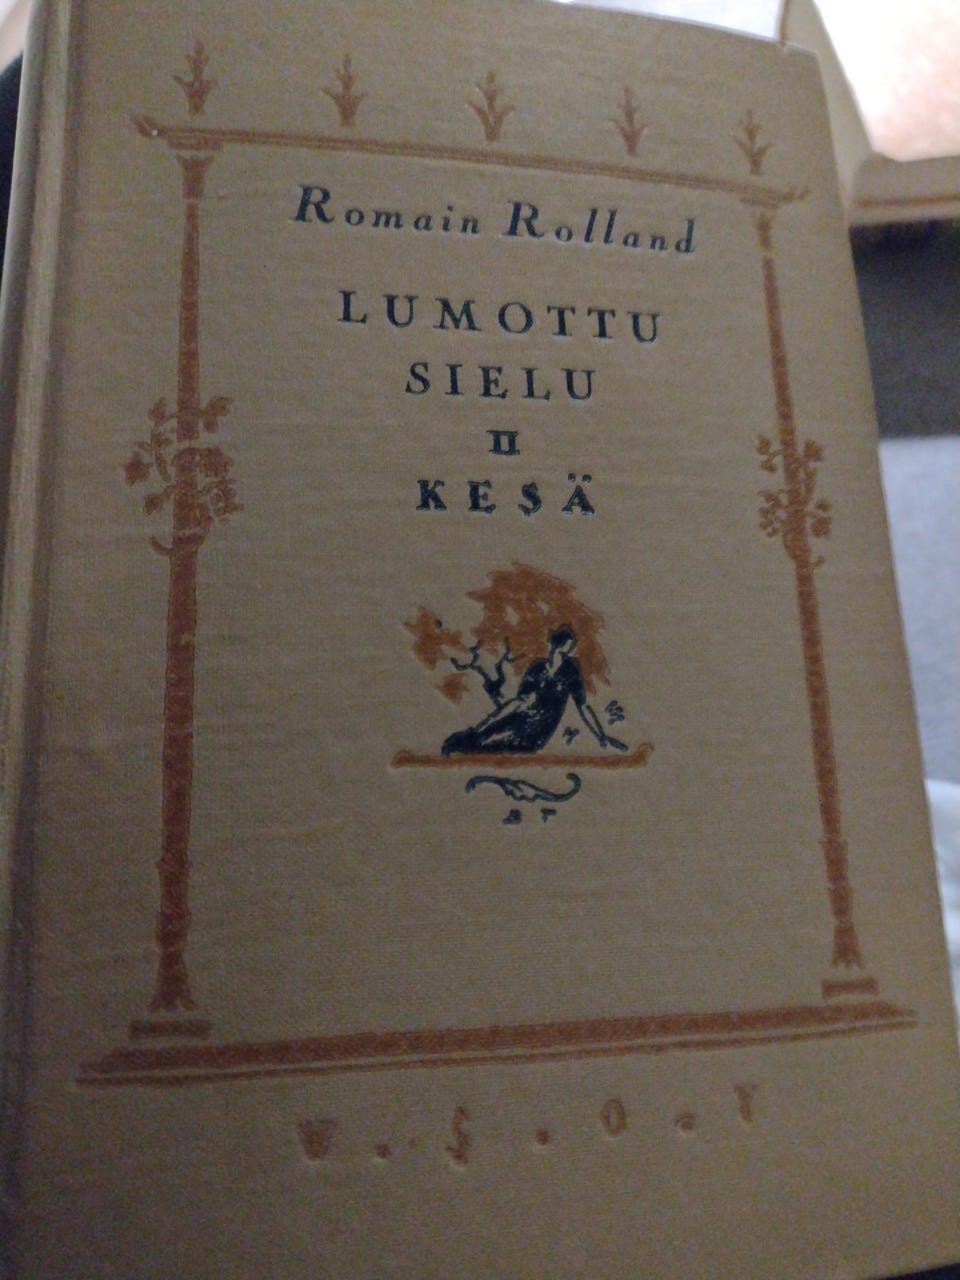 Romain Rolland
LUMOTTU
SIELU
II
KESÄ
W . S . O . Y